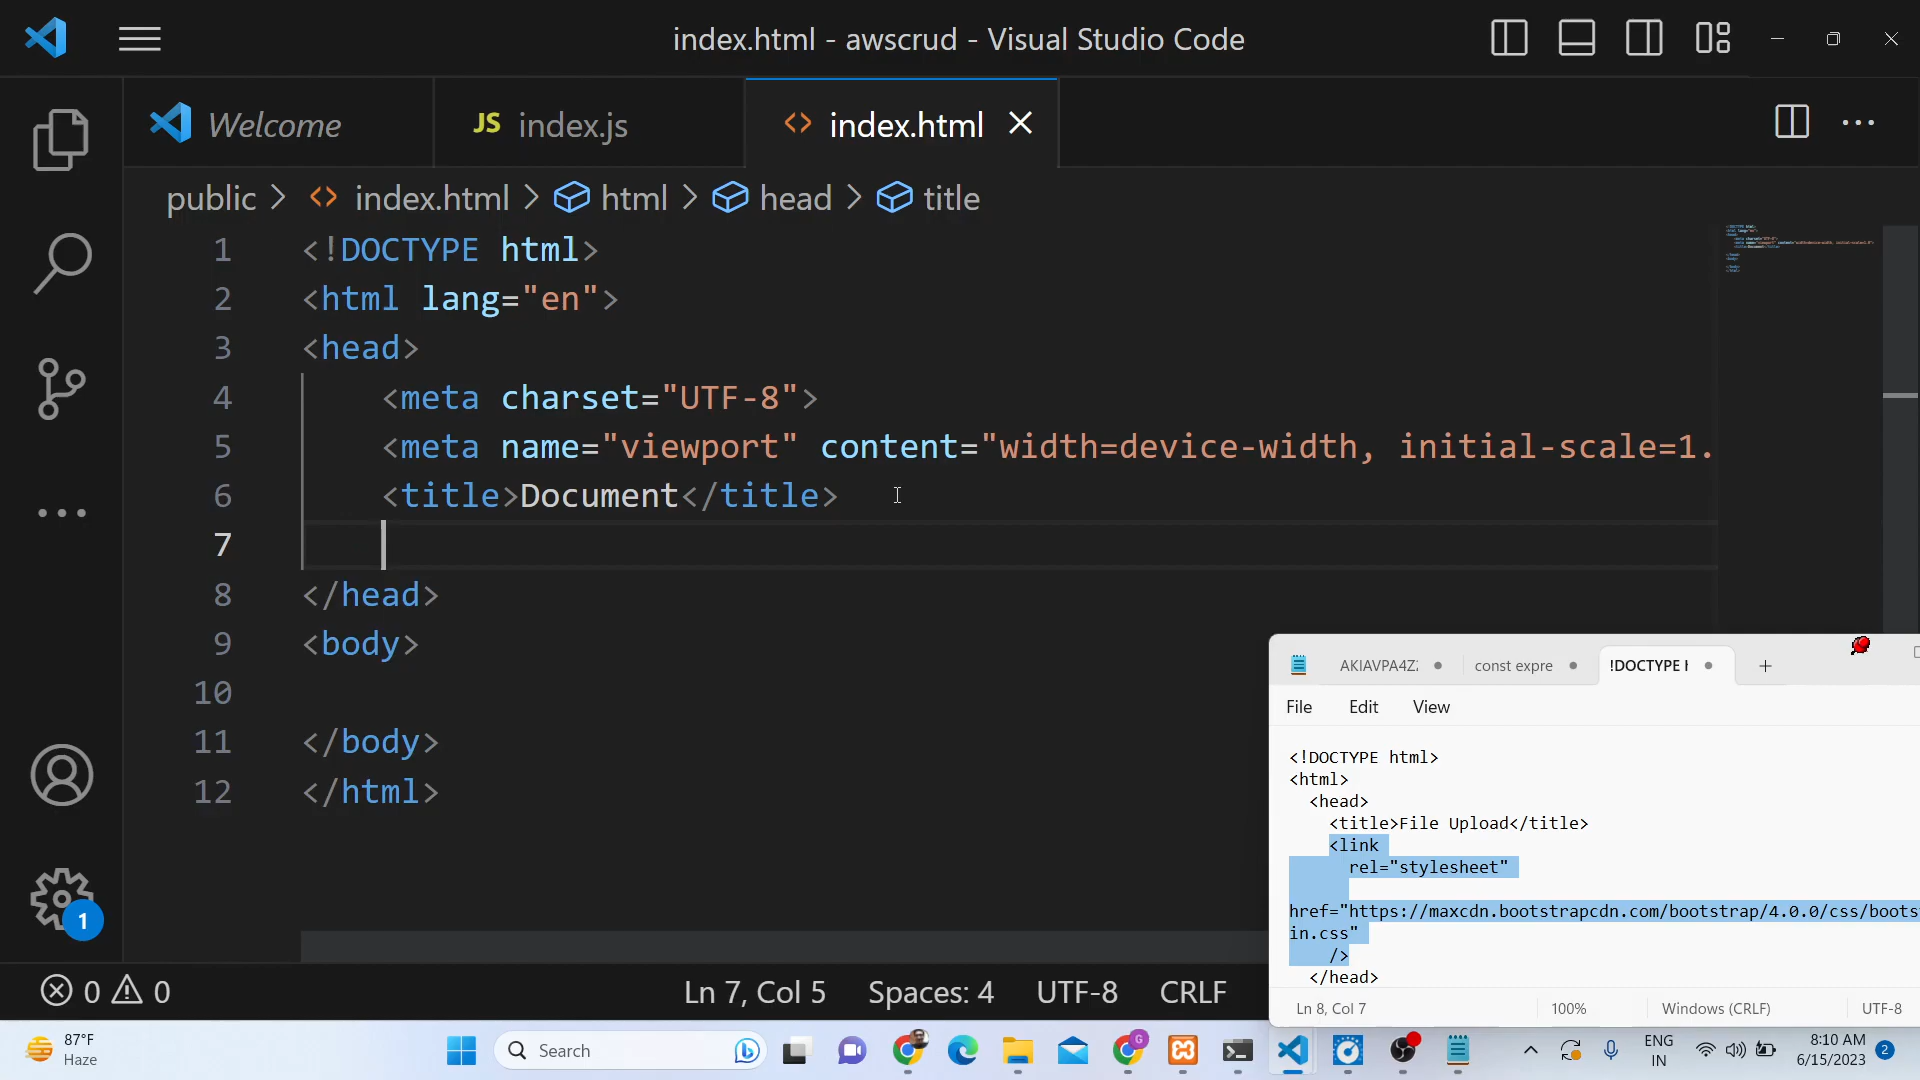 index.html - awscrud - Visual Studio Code
Welcome
JS index.js
index.html
public > index.html > html > head > title
1 <!DOCTYPE html>
2 <html lang="en">
3 <head>
4 <meta charset="UTF-8">
5 <meta name="viewport" content="width=device-width, initial-scale=1.
6 <title>Document</title>
7
8 </head>
9 <body>
10
11 </body>
12 </html>
AKIAVPA4Z
const expre
!DOCTYPE
File Edit View
<!DOCTYPE html>
<html>
<head>
<title>File Upload</title>
<link
rel="stylesheet"
href="https://maxcdn.bootstrapcdn.com/bootstrap/4.0.0/css/boots
in.css"
/>
</head>
Ln 8, Col 7 100% Windows (CRLF) UTF-8
1
0 0 Ln 7, Col 5 Spaces: 4 UTF-8 CRLF
87°F
Haze
Search
G
ENG
IN
8:10 AM
6/15/2023
2